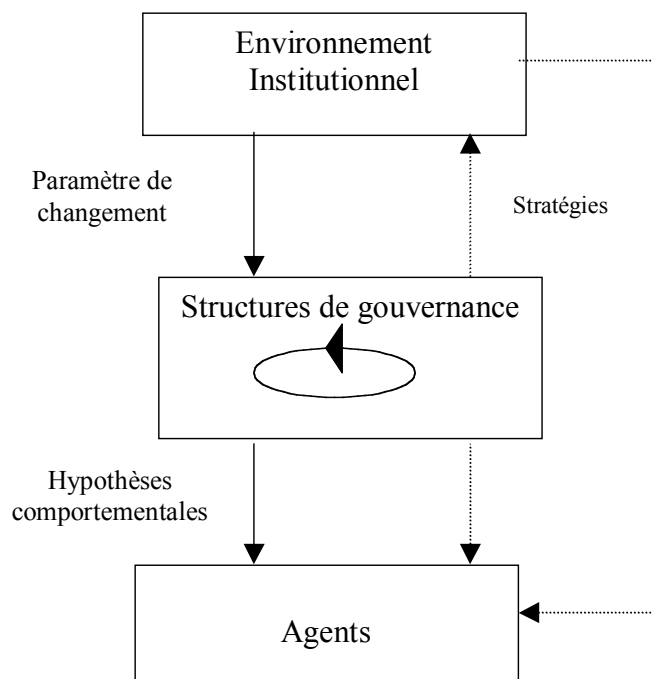 Environnement
Institutionnel
Paramètre de
changement
Stratégies
Structures de gouvernance
Hypothèses
comportementales
Agents